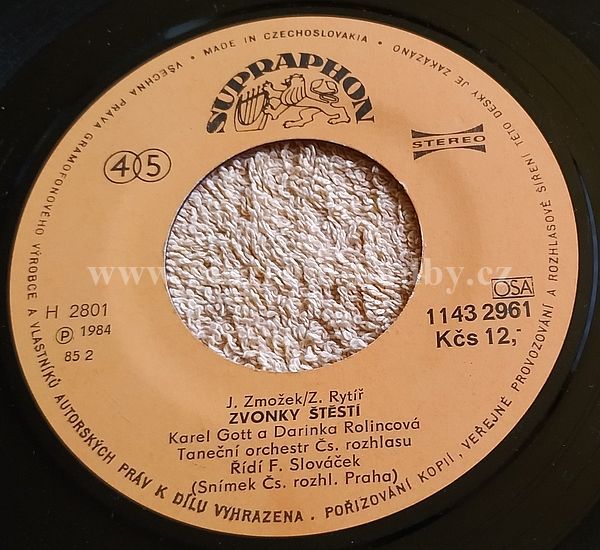 VŠECHNA PRÁVA GRAMOFONOVÉHO VÝROBCE A VLASTNÍKŮ AUTORSKÝCH PRÁV K DÍLU VYHRAZENA . POŘIZOVÁNÍ KOPIÍ , VEŘEJNÉ PROVOZOVÁNÍ A ROZHLASOVÉ ŠÍŘENÍ TÉTO DESKY JE ZAKÁZÁNO
• MADE IN CZECHOSLOVAKIA •
SUPRAPHON
45
STEREO
H 2801
Ⓟ 1984
85 2
OSA
1143 2961
Kčs 12,-
J. Zmožek/Z. Rytíř
ZVONKY ŠTĚSTÍ
Karel Gott a Darinka Rolincová
Taneční orchestr Čs. rozhlasu
Řídí F. Slováček
(Snímek Čs. rozhl. Praha)